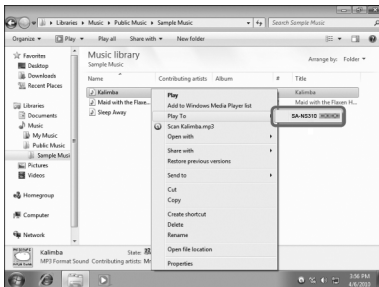 Libraries ▸ Music ▸ Public Music ▸ Sample Music
Search Sample Music
Organize
Play
Play all
Share with
New folder
Favorites
Desktop
Downloads
Recent Places
Libraries
Documents
Music
My Music
Public Music
Sample Musi
Pictures
Videos
Homegroup
Computer
Network
Music library
Sample Music
Arrange by: Folder
Name
Contributing artists
Album
#
Title
Kalimba
Maid with the Flaxe...
Sleep Away
Kalimba
Maid with the Flaxen H...
Play
Add to Windows Media Player list
Play To
Scan Kalimba.mp3
Open with
Share with
Restore previous versions
Send to
Cut
Copy
Create shortcut
Delete
Rename
Open file location
Properties
SA-NS310
Kalimba
State:
MP3 Format Sound
Contributing artists: Mr
3:56 PM
4/6/2010